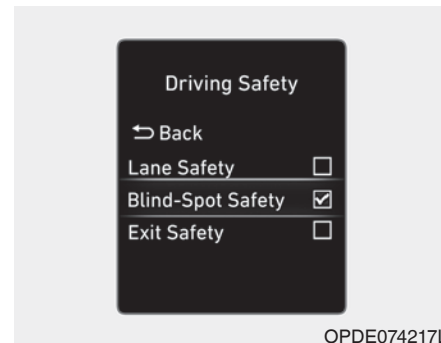 Driving Safety
Back
Lane Safety
Blind-Spot Safety
Exit Safety
OPDE074217L